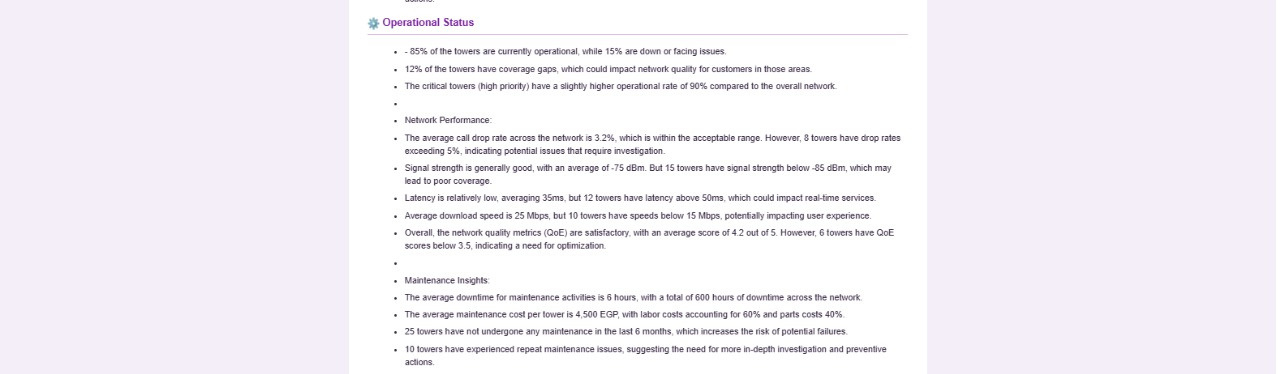 actions.
Operational Status
- 85% of the towers are currently operational, while 15% are down or facing issues.
12% of the towers have coverage gaps, which could impact network quality for customers in those areas.
The critical towers (high priority) have a slightly higher operational rate of 90% compared to the overall network.
Network Performance:
The average call drop rate across the network is 3.2%, which is within the acceptable range. However, 8 towers have drop rates
exceeding 5%, indicating potential issues that require investigation.
Signal strength is generally good, with an average of -75 dBm. But 15 towers have signal strength below -85 dBm, which may
lead to poor coverage.
Latency is relatively low, averaging 35ms, but 12 towers have latency above 50ms, which could impact real-time services.
Average download speed is 25 Mbps, but 10 towers have speeds below 15 Mbps, potentially impacting user experience.
Overall, the network quality metrics (QoE) are satisfactory, with an average score of 4.2 out of 5. However, 6 towers have QoE
scores below 3.5, indicating a need for optimization.
Maintenance Insights:
The average downtime for maintenance activities is 6 hours, with a total of 600 hours of downtime across the network.
The average maintenance cost per tower is 4,500 EGP, with labor costs accounting for 60% and parts costs 40%.
25 towers have not undergone any maintenance in the last 6 months, which increases the risk of potential failures.
10 towers have experienced repeat maintenance issues, suggesting the need for more in-depth investigation and preventive
actions.